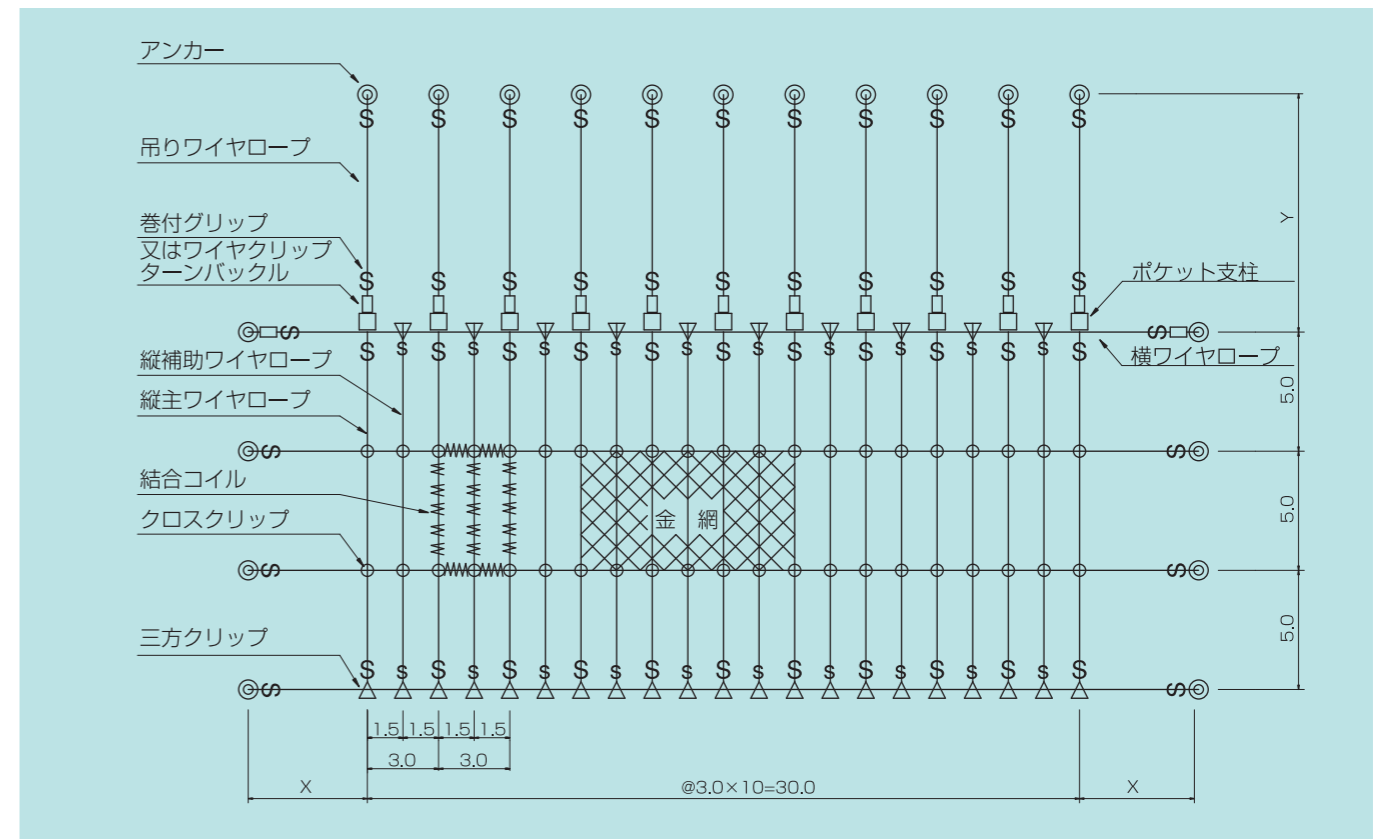 アンカー
吊りワイヤロープ
巻付グリップ
又はワイヤクリップ
ターンバックル
縦補助ワイヤロープ
縦主ワイヤロープ
結合コイル
クロスクリップ
三方クリップ
ポケット支柱
横ワイヤロープ
金 網
Y
5.0
5.0
5.0
1.5 1.5 1.5 1.5
3.0 3.0
X @3.0×10=30.0 X